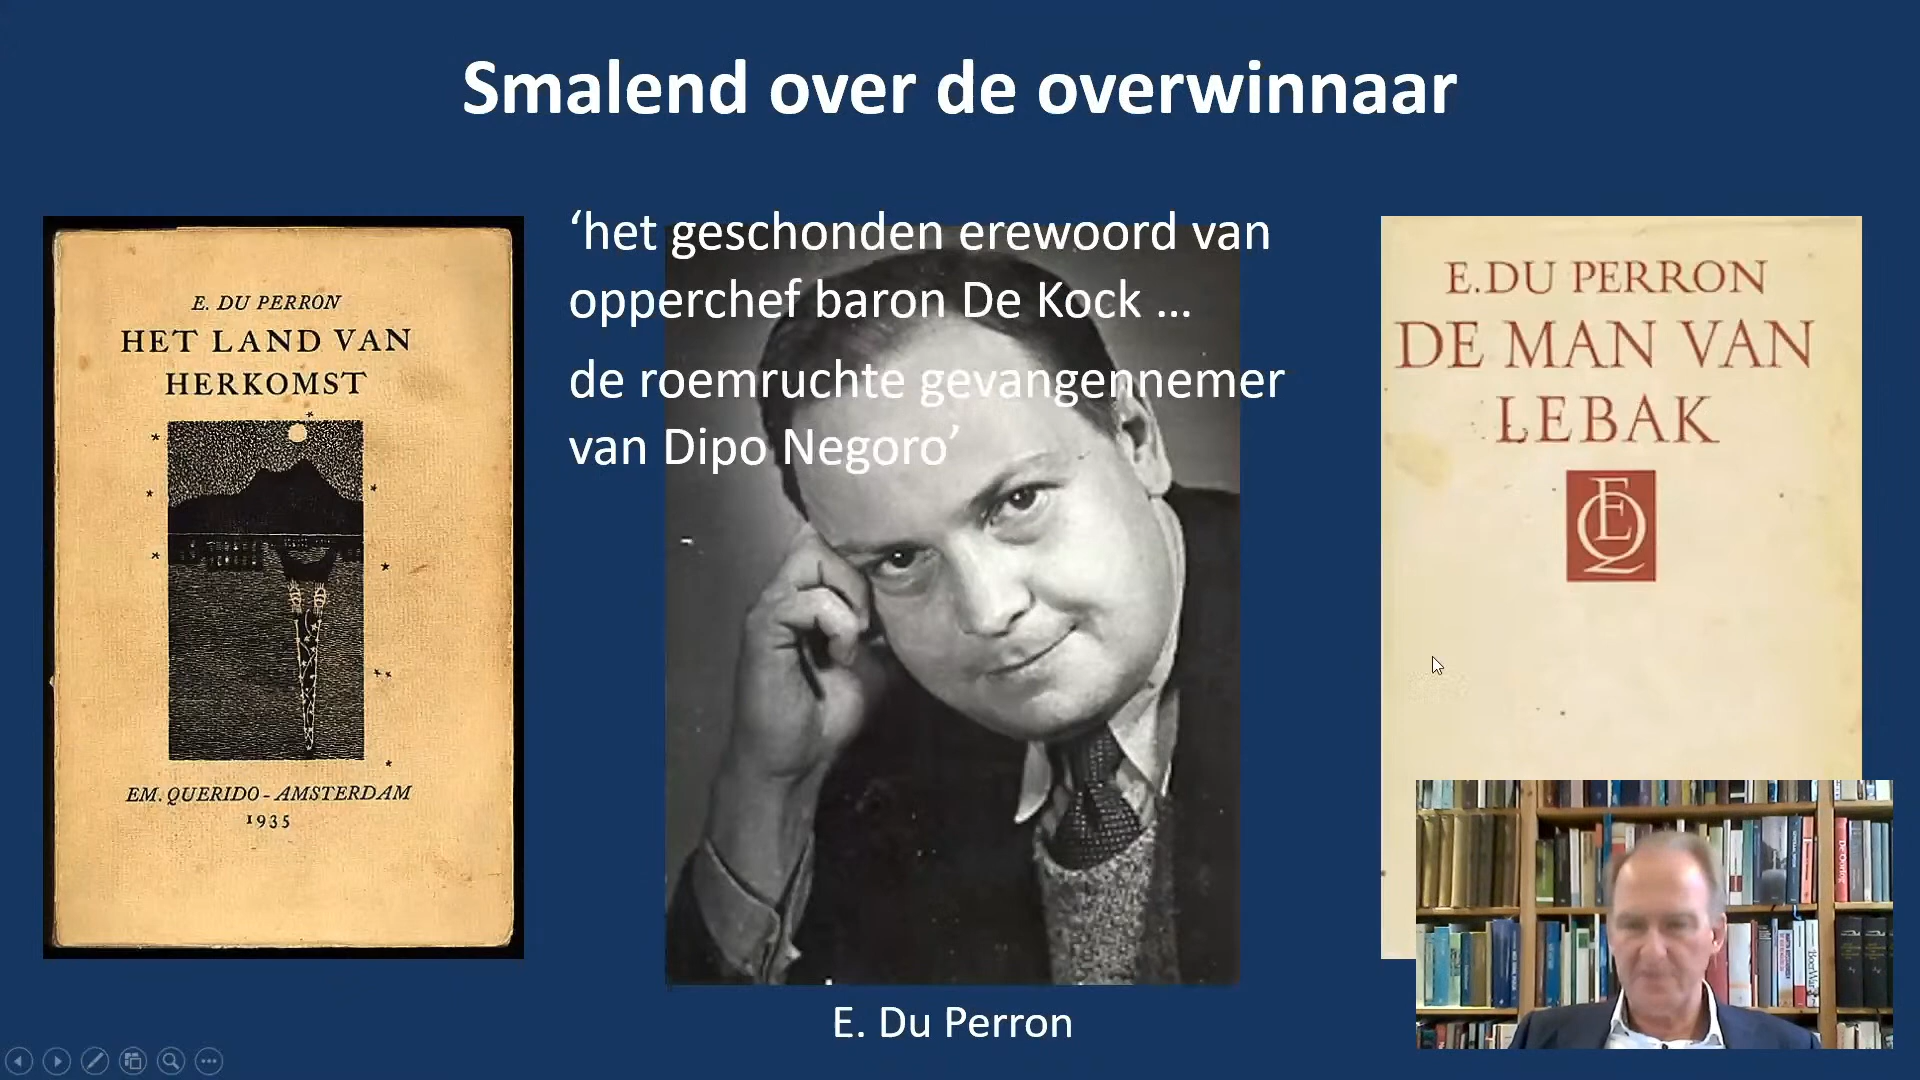 Smalend over de overwinnaar
E. DU PERRON
HET LAND VAN
HERKOMST
EM. QUERIDO - AMSTERDAM
1935
‘het geschonden erewoord van
opperchef baron De Kock ...
de roemruchte gevangennemer
van Dipo Negoro’
E. Du Perron
E. DU PERRON
DE MAN VAN
LEBAK
EQ